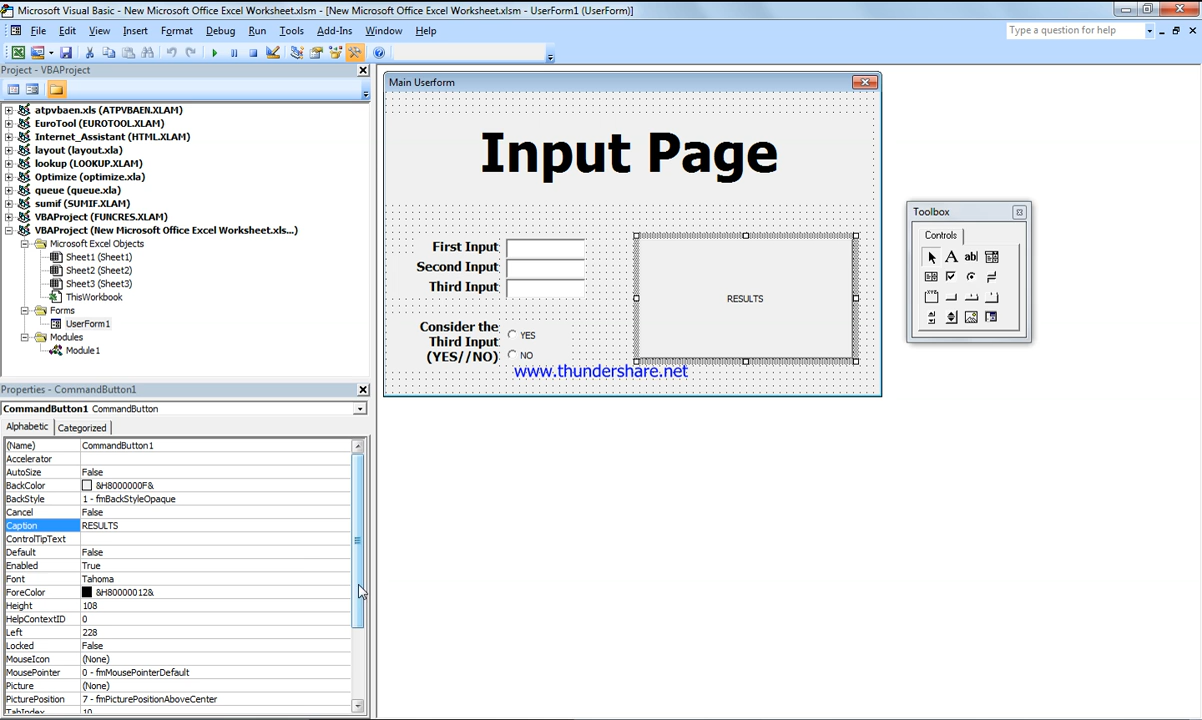 Microsoft Visual Basic - New Microsoft Office Excel Worksheet.xlsm - [New Microsoft Office Excel Worksheet.xlsm - UserForm1 (UserForm)]
File Edit View Insert Format Debug Run Tools Add-Ins Window Help
Type a question for help
Project - VBAProject
atpvbaen.xls (ATPVBAEN.XLAM)
EuroTool (EUROTOOL.XLAM)
Internet_Assistant (HTML.XLAM)
layout (layout.xla)
lookup (LOOKUP.XLAM)
Optimize (optimize.xla)
queue (queue.xla)
sumif (SUMIF.XLAM)
VBAProject (FUNCRES.XLAM)
VBAProject (New Microsoft Office Excel Worksheet.xls...)
Microsoft Excel Objects
Sheet1 (Sheet1)
Sheet2 (Sheet2)
Sheet3 (Sheet3)
ThisWorkbook
Forms
UserForm1
Modules
Module1
Properties - CommandButton1
CommandButton1 CommandButton
Alphabetic Categorized
(Name) CommandButton1
Accelerator
AutoSize False
BackColor &H8000000F&
BackStyle 1 - fmBackStyleOpaque
Cancel False
Caption RESULTS
ControlTipText
Default False
Enabled True
Font Tahoma
ForeColor &H80000012&
Height 108
HelpContextID 0
Left 228
Locked False
MouseIcon (None)
MousePointer 0 - fmMousePointerDefault
Picture (None)
PicturePosition 7 - fmPicturePositionAboveCenter
TabIndex 10
Main Userform
Input Page
First Input
Second Input
Third Input
Consider the
Third Input
(YES//NO)
YES
NO
RESULTS
www.thundershare.net
Toolbox
Controls
A
ab